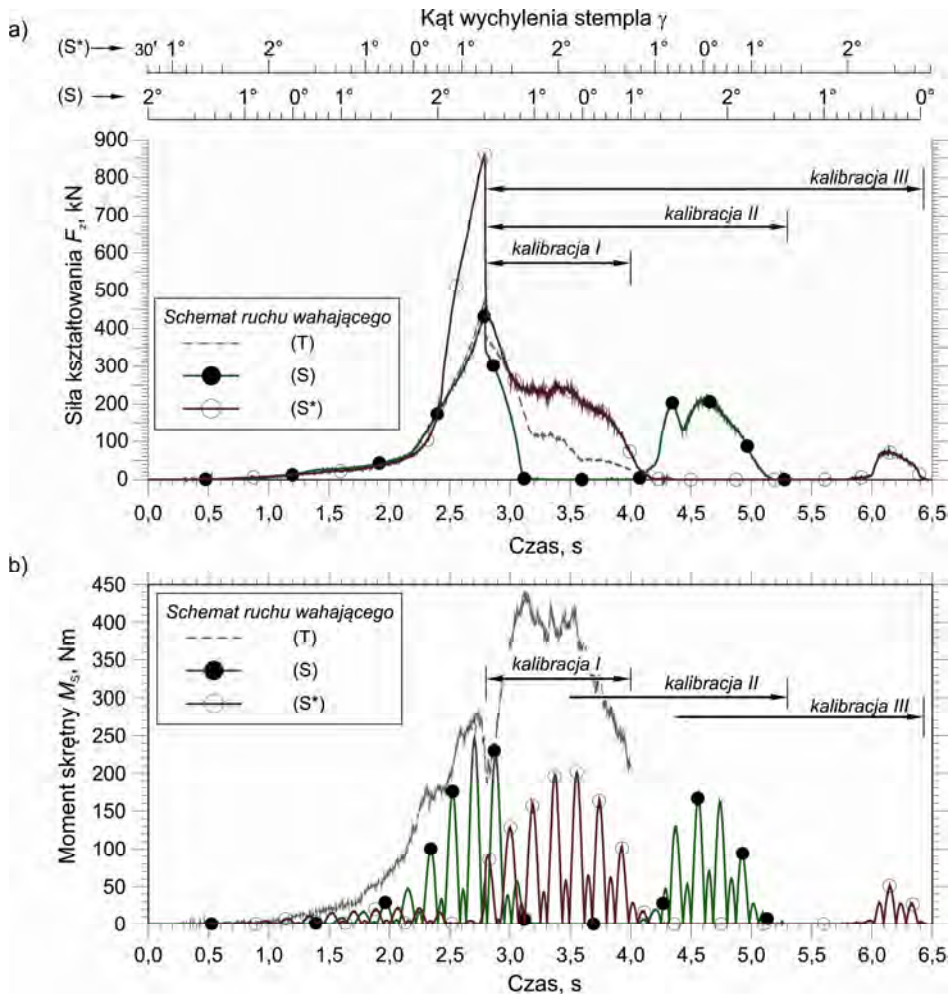 Kąt wychylenia stempla γ
a)
(S*) 30' 1° 2° 1° 0° 1° 2° 1° 0° 1° 2°
(S) 2° 1° 0° 1° 2° 1° 0° 1° 2° 1° 0°
Siła kształtowania Fz, kN
900
800
700
600
500
400
300
200
100
0
kalibracja III
kalibracja II
kalibracja I
Schemat ruchu wahającego
(T)
(S)
(S*)
0,0 0,5 1,0 1,5 2,0 2,5 3,0 3,5 4,0 4,5 5,0 5,5 6,0 6,5
Czas, s
b)
Moment skrętny Ms, Nm
450
400
350
300
250
200
150
100
50
0
Schemat ruchu wahającego
(T)
(S)
(S*)
kalibracja I
kalibracja II
kalibracja III
0,0 0,5 1,0 1,5 2,0 2,5 3,0 3,5 4,0 4,5 5,0 5,5 6,0 6,5
Czas, s